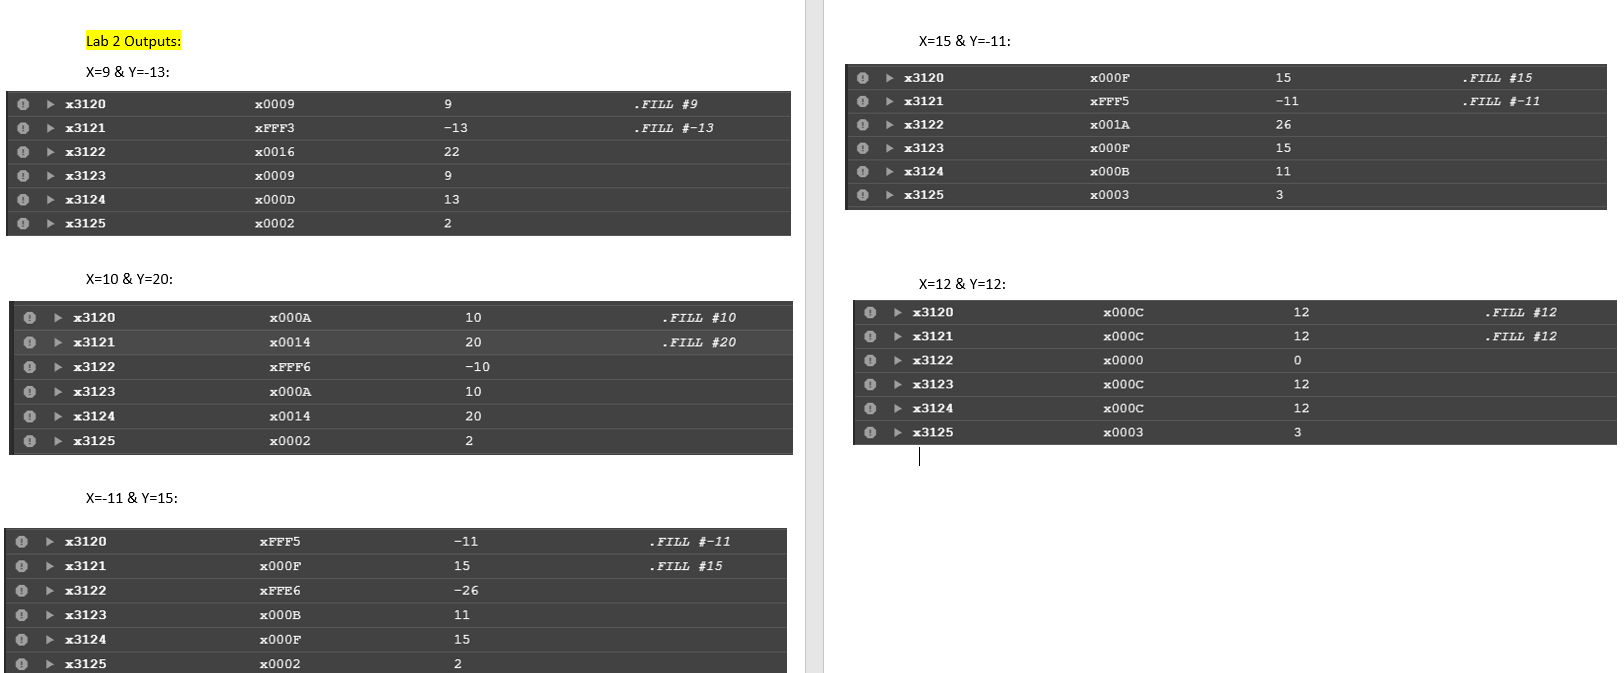 Lab 2 Outputs:
X=9 & Y=-13:
x3120 x0009 9 .FILL #9
x3121 xFFF3 -13 .FILL #-13
x3122 x0016 22
x3123 x0009 9
x3124 x000D 13
x3125 x0002 2
X=10 & Y=20:
x3120 x000A 10 .FILL #10
x3121 x0014 20 .FILL #20
x3122 xFFF6 -10
x3123 x000A 10
x3124 x0014 20
x3125 x0002 2
X=-11 & Y=15:
x3120 xFFF5 -11 .FILL #-11
x3121 x000F 15 .FILL #15
x3122 xFFE6 -26
x3123 x000B 11
x3124 x000F 15
x3125 x0002 2
X=15 & Y=-11:
x3120 x000F 15 .FILL #15
x3121 xFFF5 -11 .FILL #-11
x3122 x001A 26
x3123 x000F 15
x3124 x000B 11
x3125 x0003 3
X=12 & Y=12:
x3120 x000C 12 .FILL #12
x3121 x000C 12 .FILL #12
x3122 x0000 0
x3123 x000C 12
x3124 x000C 12
x3125 x0003 3